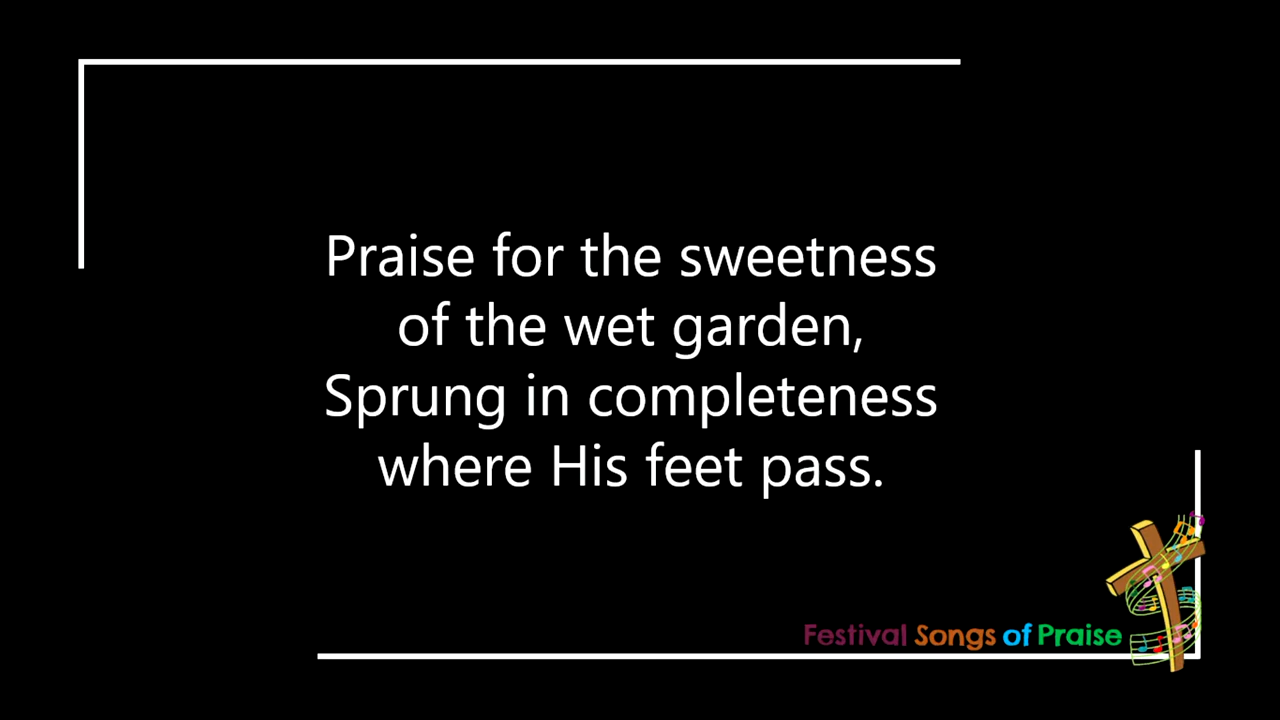 Praise for the sweetness
of the wet garden,
Sprung in completeness
where His feet pass.
Festival Songs of Praise